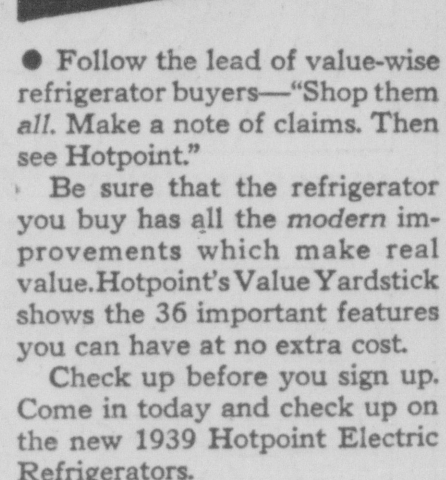 ● Follow the lead of value-wise
refrigerator buyers—“Shop them
all. Make a note of claims. Then
see Hotpoint.”
Be sure that the refrigerator
you buy has all the modern im-
provements which make real
value. Hotpoint's Value Yardstick
shows the 36 important features
you can have at no extra cost.
Check up before you sign up.
Come in today and check up on
the new 1939 Hotpoint Electric
Refrigerators.